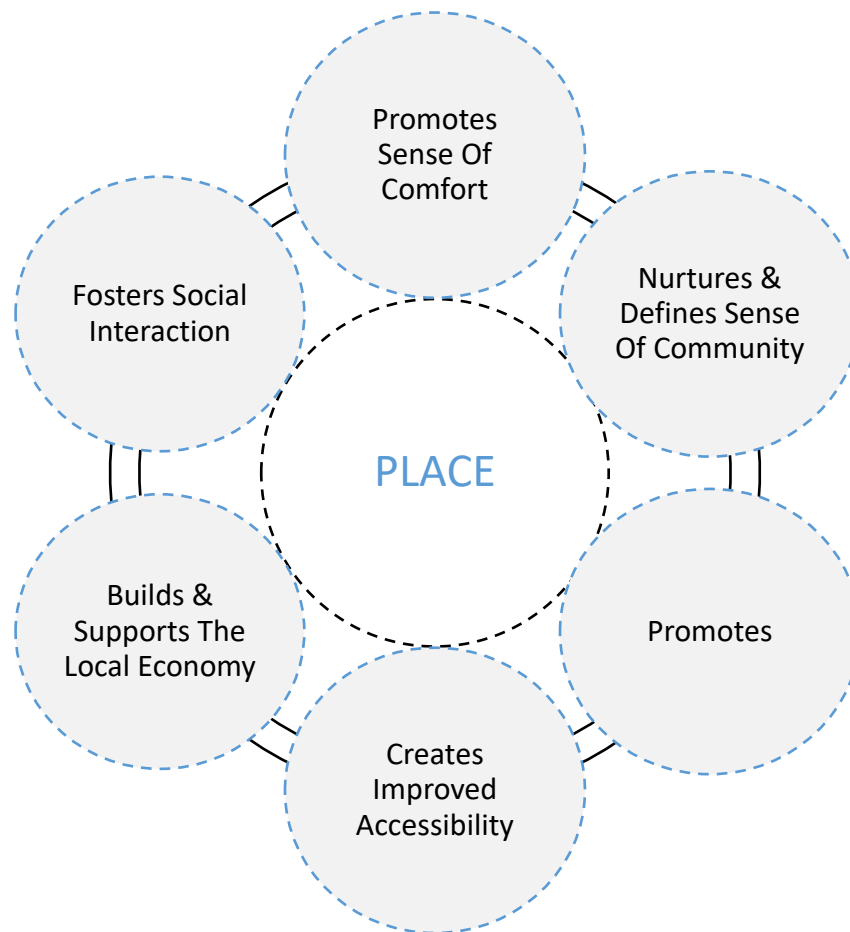 Promotes
Sense Of
Comfort
Nurtures &
Defines Sense
Of Community
Promotes
Creates
Improved
Accessibility
Builds &
Supports The
Local Economy
Fosters Social
Interaction
PLACE